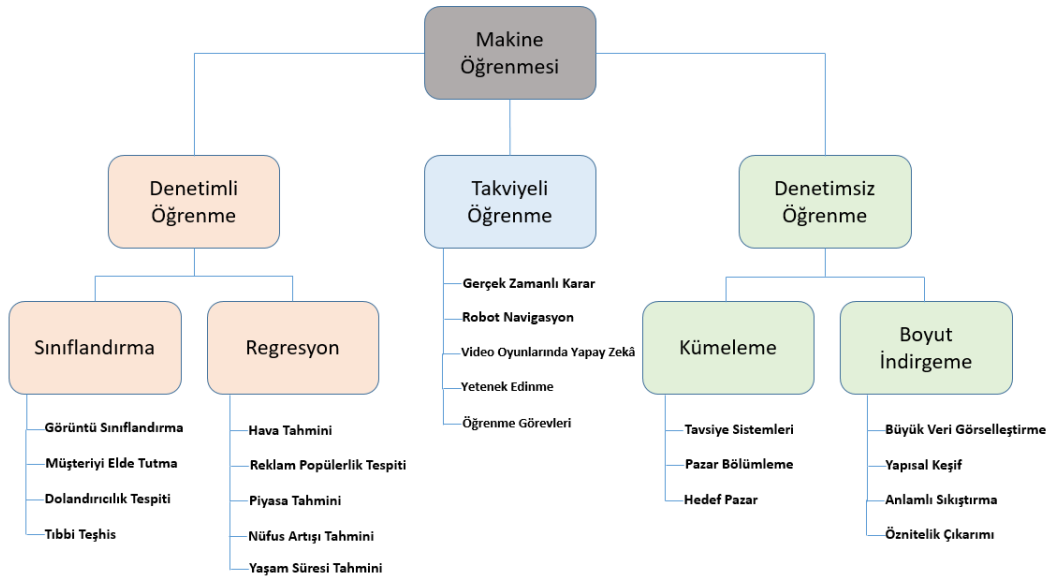 Makine
Öğrenmesi
Denetimli
Öğrenme
Takviyeli
Öğrenme
Denetimsiz
Öğrenme
Sınıflandırma
Regresyon
Gerçek Zamanlı Karar
Robot Navigasyon
Video Oyunlarında Yapay Zekâ
Yetenek Edinme
Öğrenme Görevleri
Kümeleme
Boyut
İndirgeme
Görüntü Sınıflandırma
Müşteriyi Elde Tutma
Dolandırıcılık Tespiti
Tıbbi Teşhis
Hava Tahmini
Reklam Popülerlik Tespiti
Piyasa Tahmini
Nüfus Artışı Tahmini
Yaşam Süresi Tahmini
Tavsiye Sistemleri
Pazar Bölümleme
Hedef Pazar
Büyük Veri Görselleştirme
Yapısal Keşif
Anlamlı Sıkıştırma
Öznitelik Çıkarımı